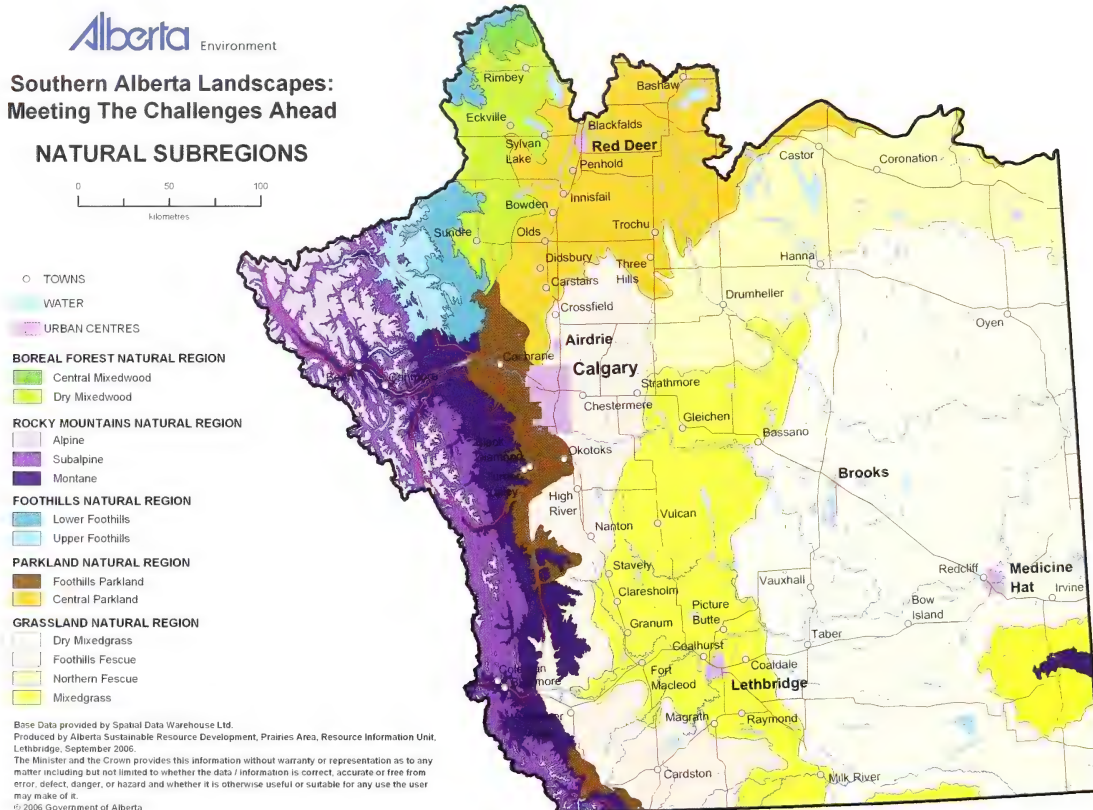 Alberta Environment
Southern Alberta Landscapes:
Meeting The Challenges Ahead
NATURAL SUBREGIONS
0 50 100
kilometres
TOWNS
WATER
URBAN CENTRES
BOREAL FOREST NATURAL REGION
Central Mixedwood
Dry Mixedwood
ROCKY MOUNTAINS NATURAL REGION
Alpine
Subalpine
Montane
FOOTHILLS NATURAL REGION
Lower Foothills
Upper Foothills
PARKLAND NATURAL REGION
Foothills Parkland
Central Parkland
GRASSLAND NATURAL REGION
Dry Mixedgrass
Foothills Fescue
Northern Fescue
Mixedgrass
Base Data provided by Spatial Data Warehouse Ltd.
Produced by Alberta Sustainable Resource Development, Prairies Area, Resource Information Unit,
Lethbridge, September 2006.
The Minister and the Crown provides this information without warranty or representation as to any
matter including but not limited to whether the data / information is correct, accurate or free from
error, defect, danger, or hazard and whether it is otherwise useful or suitable for any use the user
may make of it.
© 2006 Government of Alberta
Rimbey
Bashaw
Eckville
Blackfalds
Sylvan
Lake
Red Deer
Penhold
Castor
Coronation
Innisfail
Bowden
Sundre
Olds
Trochu
Didsbury
Three
Hills
Hanna
Carstairs
Crossfield
Drumheller
Oyen
Airdrie
Cochrane
Calgary
Canmore
Strathmore
Chestermere
Gleichen
Bassano
Okotoks
Brooks
High
River
Nanton
Vulcan
Stavely
Redcliff
Medicine
Hat
Vauxhall
Irvine
Claresholm
Picture
Butte
Bow
Island
Granum
Taber
Coalhurst
Coaldale
Fort
Macleod
Lethbridge
Coleman
Magrath
Raymond
Cardston
Milk River